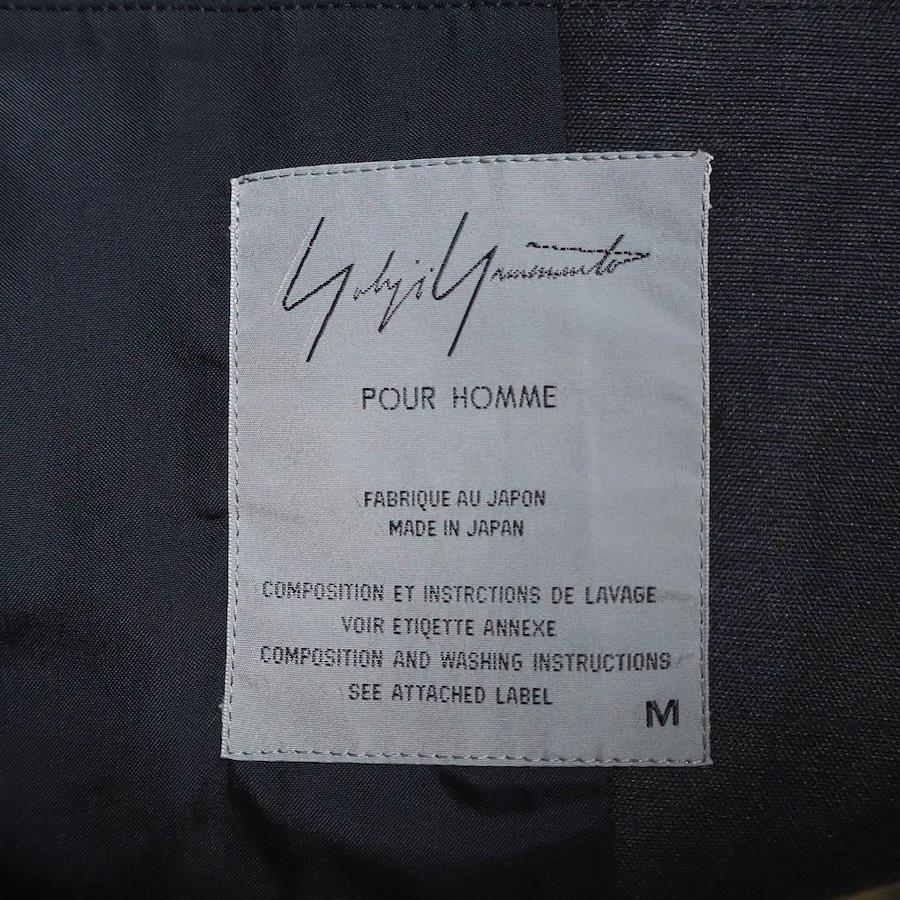 Yohji Yamamoto
POUR HOMME
FABRIQUE AU JAPON
MADE IN JAPAN
COMPOSITION ET INSTRCTIONS DE LAVAGE
VOIR ETIQETTE ANNEXE
COMPOSITION AND WASHING INSTRUCTIONS
SEE ATTACHED LABEL
M